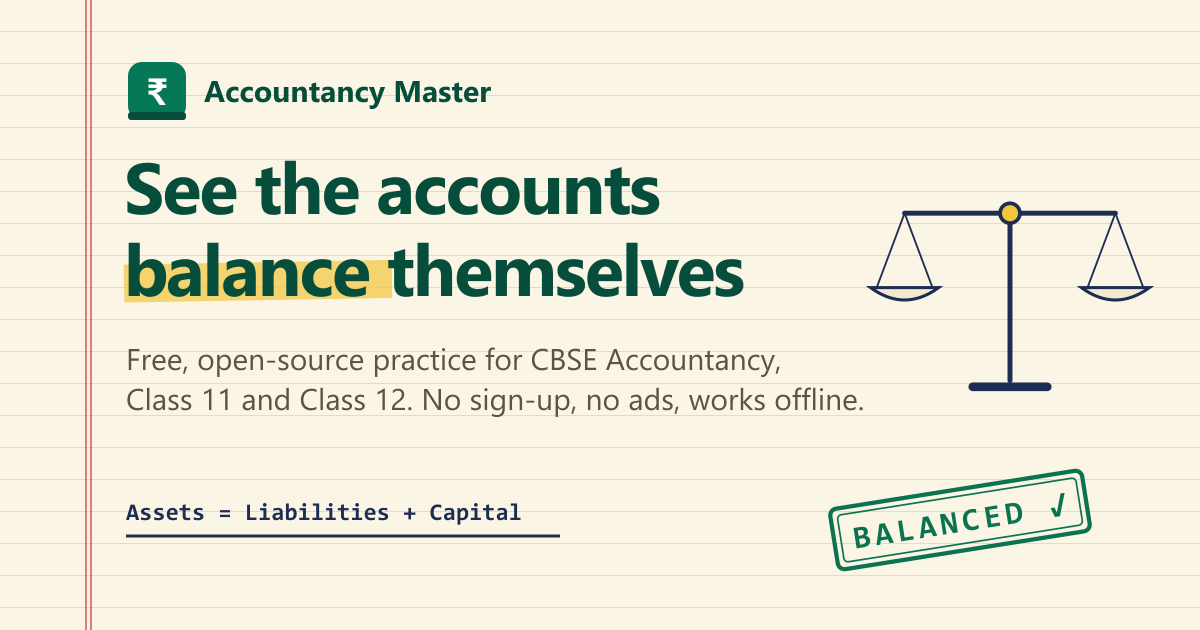 ₹
Accountancy Master
See the accounts
balance themselves
Free, open-source practice for CBSE Accountancy,
Class 11 and Class 12. No sign-up, no ads, works offline.
Assets = Liabilities + Capital
BALANCED ✓